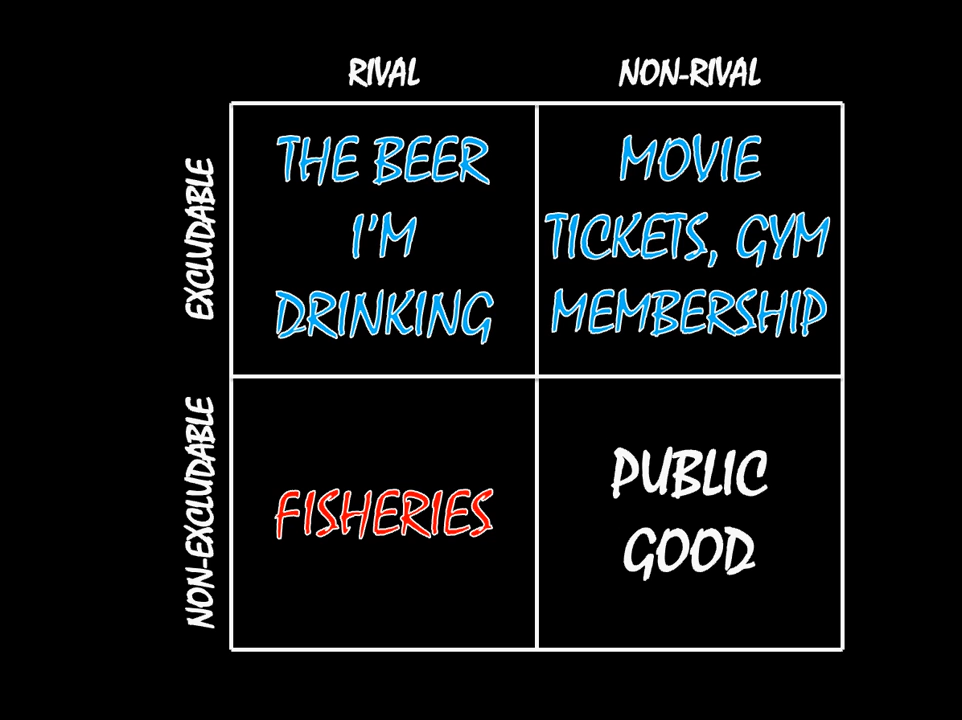 RIVAL
NON-RIVAL
EXCLUDABLE
THE BEER
I'M
DRINKING
MOVIE
TICKETS, GYM
MEMBERSHIP
NON-EXCLUDABLE
FISHERIES
PUBLIC
GOOD